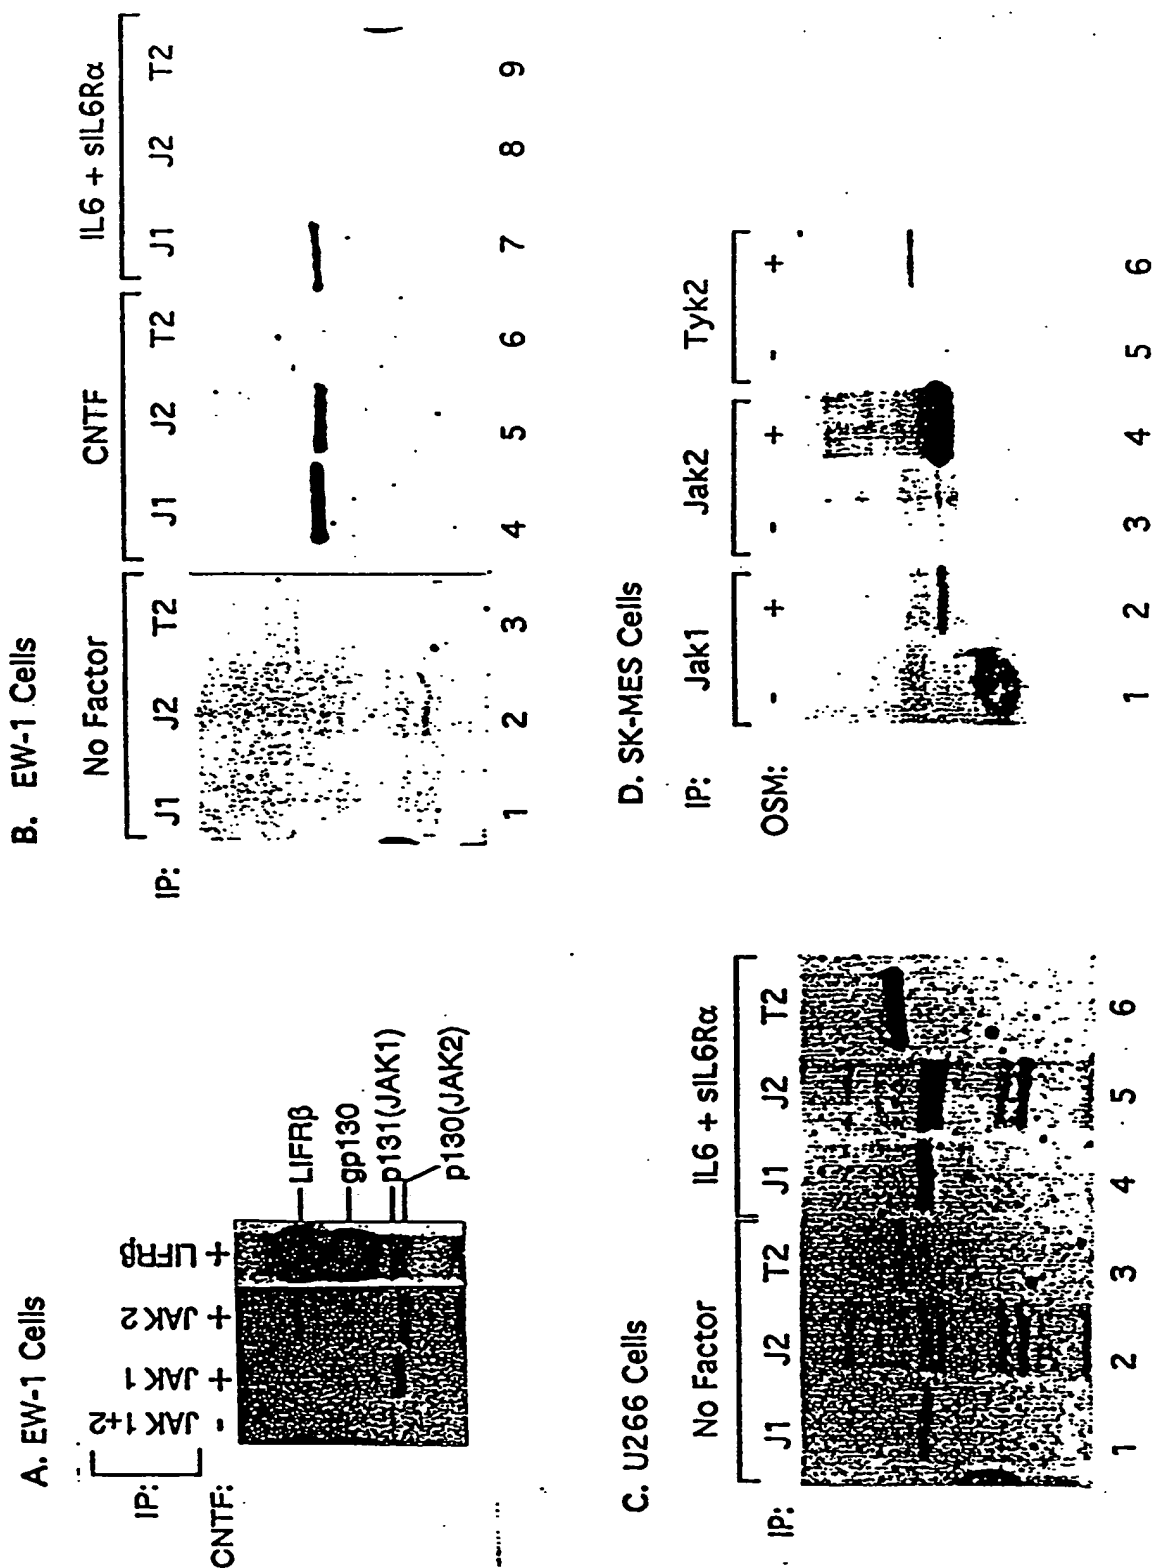 A. EW-1 Cells
IP:
JAK 1+2
JAK 1
JAK 2
LIFRβ
CNTF:
- + + +
LIFRβ
gp130
p131(JAK1)
p130(JAK2)
B. EW-1 Cells
No Factor
CNTF
IL6 + sIL6Rα
IP:
J1 J2 T2 J1 J2 T2 J1 J2 T2
1 2 3 4 5 6 7 8 9
C. U266 Cells
No Factor
IL6 + sIL6Rα
IP:
J1 J2 T2 J1 J2 T2
1 2 3 4 5 6
D. SK-MES Cells
IP:
Jak1
Jak2
Tyk2
OSM:
- + - + - +
1 2 3 4 5 6